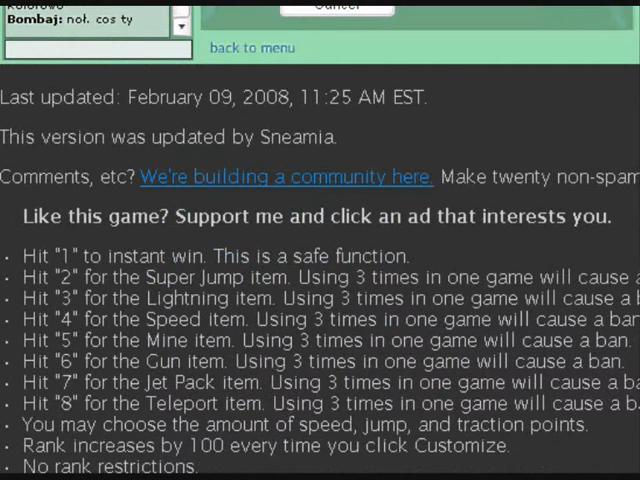 Bombaj: noł. cos ty
back to menu
Last updated: February 09, 2008, 11:25 AM EST.
This version was updated by Sneamia.
Comments, etc? We're building a community here. Make twenty non-spam
Like this game? Support me and click an ad that interests you.
• Hit "1" to instant win. This is a safe function.
• Hit "2" for the Super Jump item. Using 3 times in one game will cause a
• Hit "3" for the Lightning item. Using 3 times in one game will cause a b
• Hit "4" for the Speed item. Using 3 times in one game will cause a ban
• Hit "5" for the Mine item. Using 3 times in one game will cause a ban.
• Hit "6" for the Gun item. Using 3 times in one game will cause a ban.
• Hit "7" for the Jet Pack item. Using 3 times in one game will cause a ba
• Hit "8" for the Teleport item. Using 3 times in one game will cause a b
• You may choose the amount of speed, jump, and traction points.
• Rank increases by 100 every time you click Customize.
• No rank restrictions.